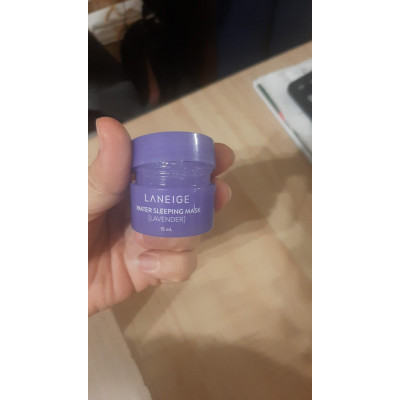 LANEIGE
WATER SLEEPING MASK
[LAVENDER]
15 mL